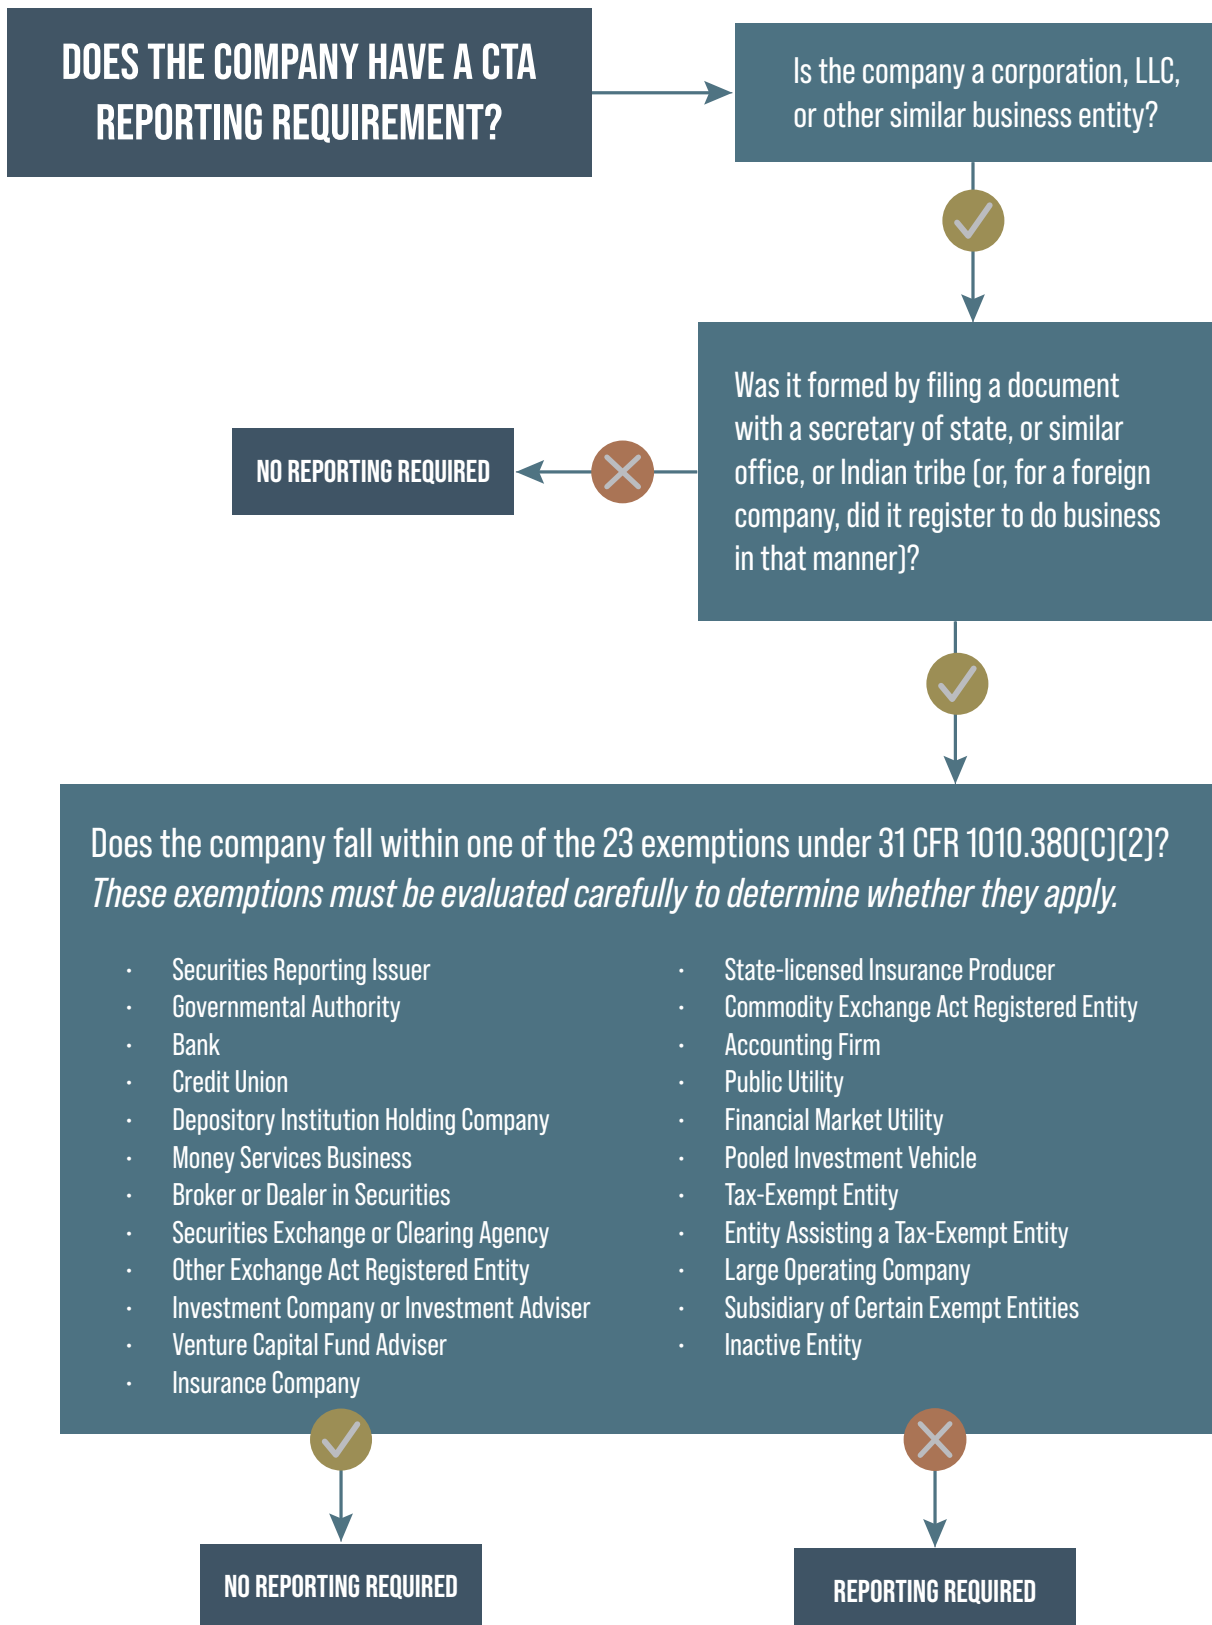 DOES THE COMPANY HAVE A CTA
REPORTING REQUIREMENT?
Is the company a corporation, LLC,
or other similar business entity?
Was it formed by filing a document
with a secretary of state, or similar
office, or Indian tribe (or, for a foreign
company, did it register to do business
in that manner)?
NO REPORTING REQUIRED
Does the company fall within one of the 23 exemptions under 31 CFR 1010.380(C)(2)?
These exemptions must be evaluated carefully to determine whether they apply.
· Securities Reporting Issuer
· Governmental Authority
· Bank
· Credit Union
· Depository Institution Holding Company
· Money Services Business
· Broker or Dealer in Securities
· Securities Exchange or Clearing Agency
· Other Exchange Act Registered Entity
· Investment Company or Investment Adviser
· Venture Capital Fund Adviser
· Insurance Company
· State-licensed Insurance Producer
· Commodity Exchange Act Registered Entity
· Accounting Firm
· Public Utility
· Financial Market Utility
· Pooled Investment Vehicle
· Tax-Exempt Entity
· Entity Assisting a Tax-Exempt Entity
· Large Operating Company
· Subsidiary of Certain Exempt Entities
· Inactive Entity
NO REPORTING REQUIRED
REPORTING REQUIRED